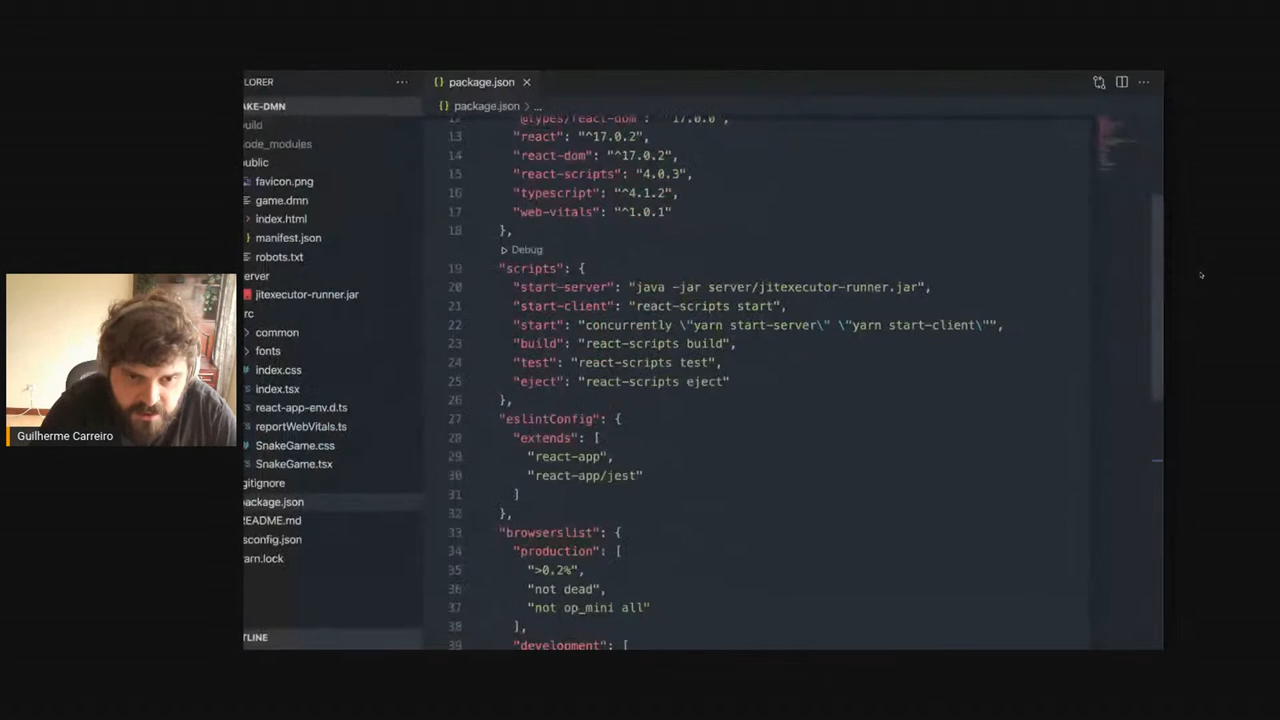 LORER
···
AKE-DMN
uild
ode_modules
ublic
favicon.png
game.dmn
index.html
manifest.json
robots.txt
erver
jitexecutor-runner.jar
rc
common
fonts
index.css
index.tsx
react-app-env.d.ts
reportWebVitals.ts
SnakeGame.css
SnakeGame.tsx
gitignore
package.json
README.md
sconfig.json
arn.lock
TLINE
{} package.json ×
{} package.json > ...
12 "@types/react-dom": "^17.0.0",
13 "react": "^17.0.2",
14 "react-dom": "^17.0.2",
15 "react-scripts": "4.0.3",
16 "typescript": "^4.1.2",
17 "web-vitals": "^1.0.1"
18 },
Debug
19 "scripts": {
20 "start-server": "java -jar server/jitexecutor-runner.jar",
21 "start-client": "react-scripts start",
22 "start": "concurrently \"yarn start-server\" \"yarn start-client\"",
23 "build": "react-scripts build",
24 "test": "react-scripts test",
25 "eject": "react-scripts eject"
26 },
27 "eslintConfig": {
28 "extends": [
29 "react-app",
30 "react-app/jest"
31 ]
32 },
33 "browserslist": {
34 "production": [
35 ">0.2%",
36 "not dead",
37 "not op_mini all"
38 ],
39 "development": [
Guilherme Carreiro